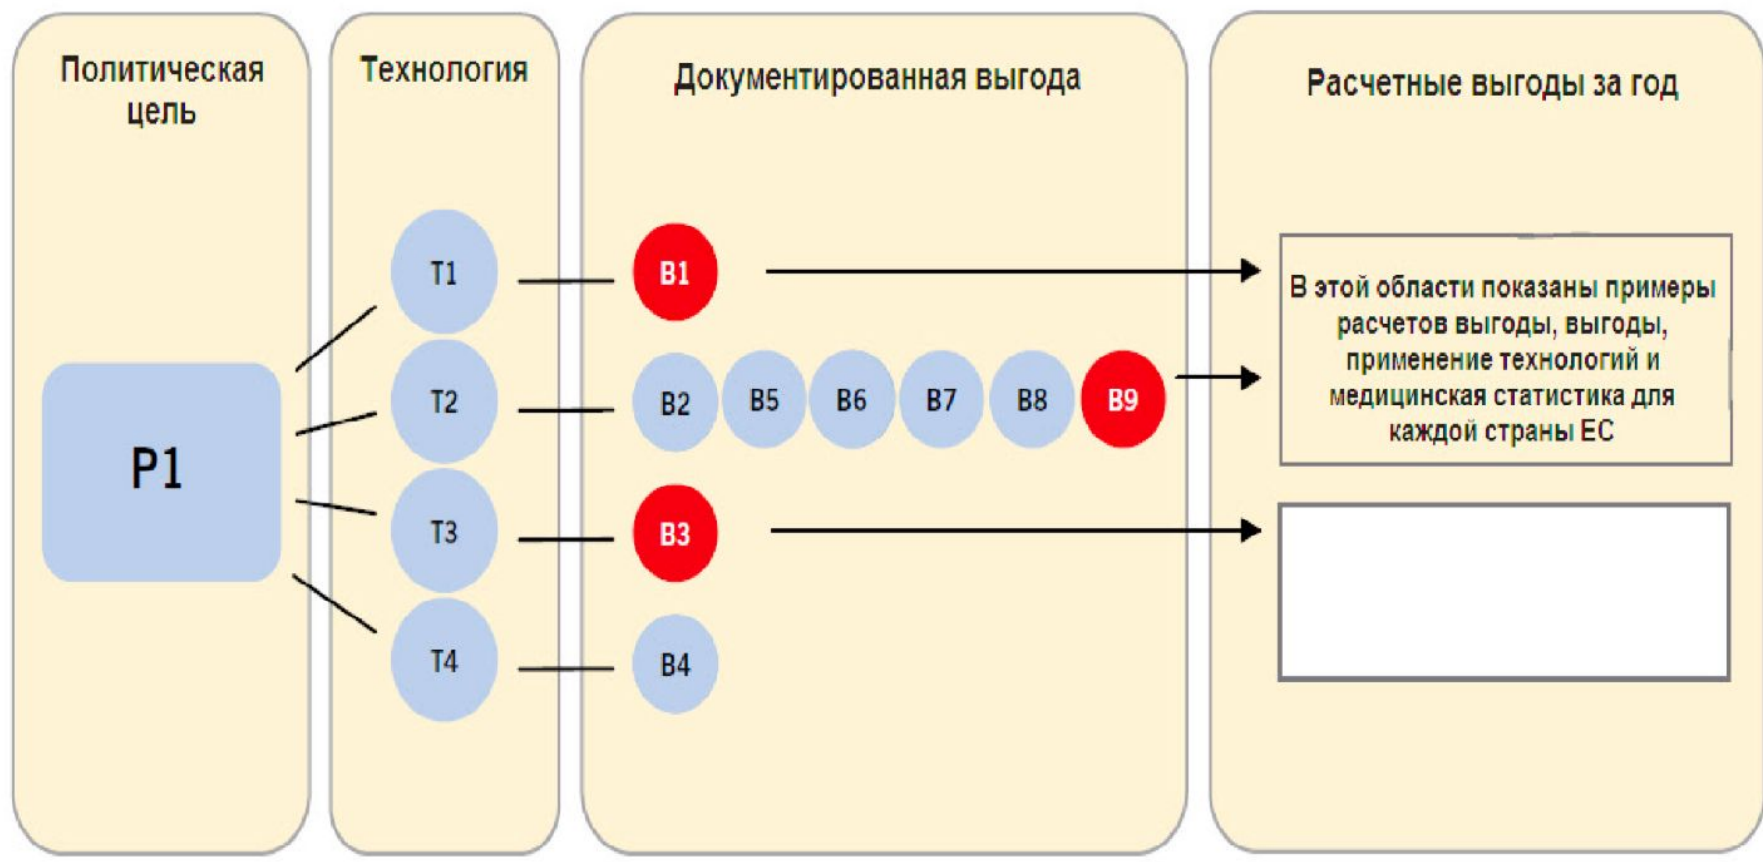 Политическая
цель
Технология
Документированная выгода
Расчетные выгоды за год
P1
T1
T2
T3
T4
B1
B2 B5 B6 B7 B8 B9
B3
B4
В этой области показаны примеры
расчетов выгоды, выгоды,
применение технологий и
медицинская статистика для
каждой страны ЕС